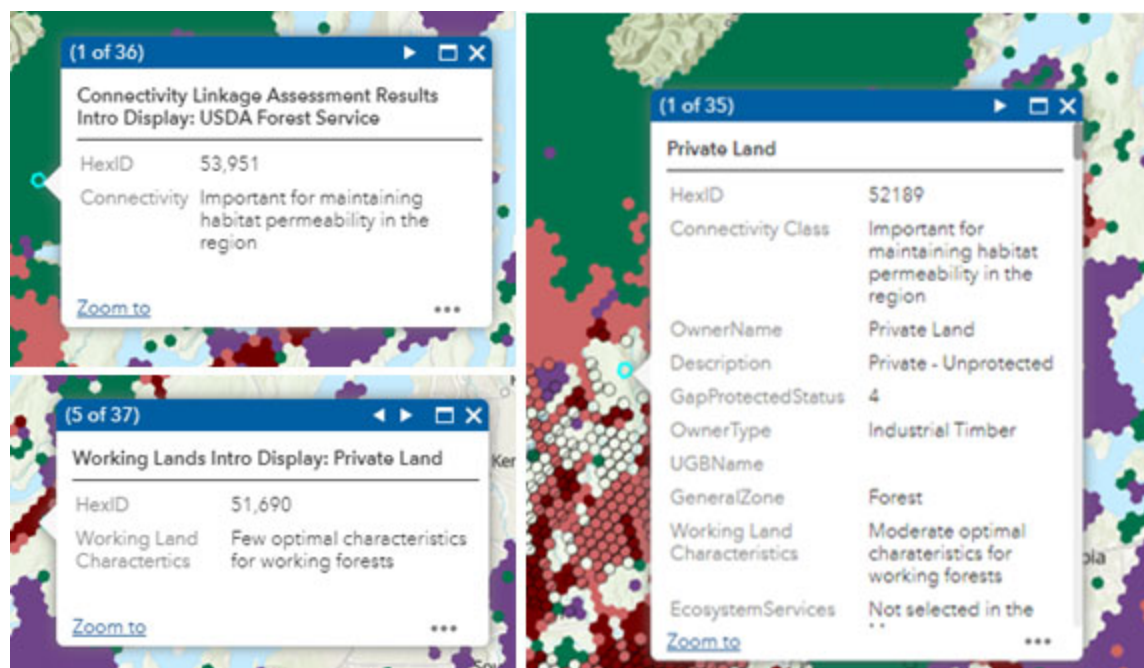 (1 of 36)
Connectivity Linkage Assessment Results
Intro Display: USDA Forest Service
HexID 53,951
Connectivity Important for maintaining
habitat permeability in the
region
Zoom to
(5 of 37)
Working Lands Intro Display: Private Land
HexID 51,690
Working Land Few optimal characteristics
Charactertics for working forests
Zoom to
(1 of 35)
Private Land
HexID 52189
Connectivity Class Important for
maintaining habitat
permeability in the
region
OwnerName Private Land
Description Private - Unprotected
GapProtectedStatus 4
OwnerType Industrial Timber
UGBName
GeneralZone Forest
Working Land Moderate optimal
Characteristics charateristics for
working forests
EcosystemServices Not selected in the
Zoom to